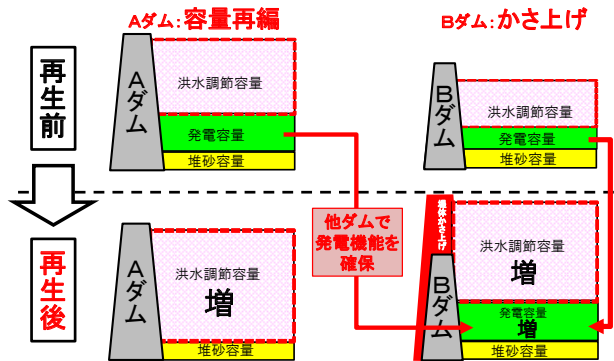 Aダム：容量再編
Bダム：かさ上げ
再生前
Aダム
洪水調節容量
発電容量
堆砂容量
Bダム
洪水調節容量
発電容量
堆砂容量
再生後
Aダム
洪水調節容量
増
堆砂容量
他ダムで
発電機能を
確保
堤体かさ上げ
Bダム
洪水調節容量
増
発電容量
増
堆砂容量